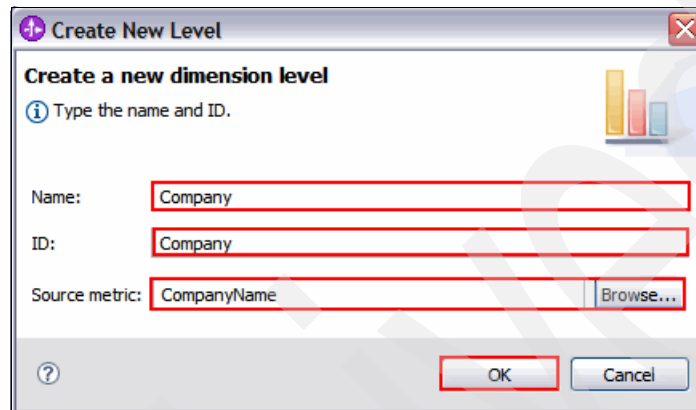 Create New Level
Create a new dimension level
Type the name and ID.
Name: Company
ID: Company
Source metric: CompanyName Browse...
OK Cancel